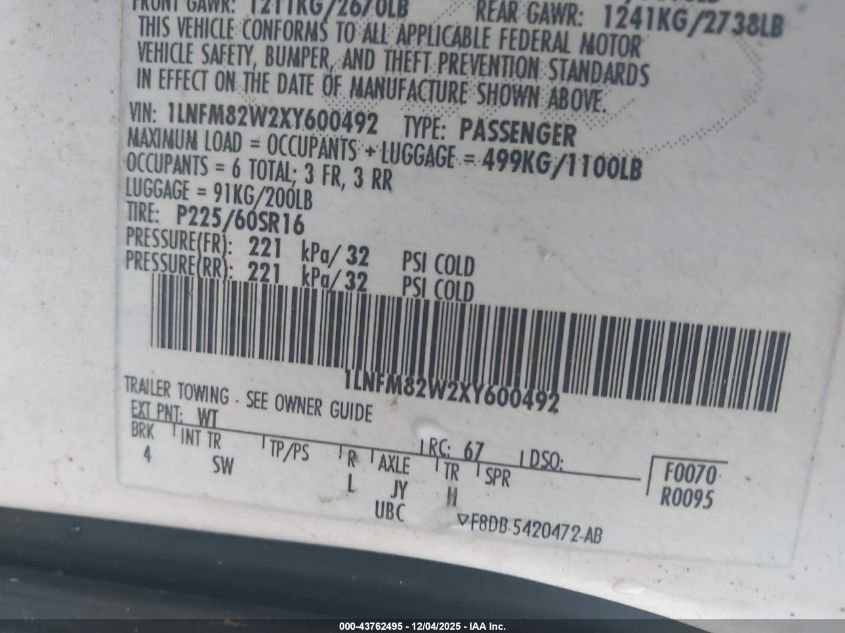 FRONT GAWR: 1211KG/2670LB REAR GAWR: 1241KG/2738LB
THIS VEHICLE CONFORMS TO ALL APPLICABLE FEDERAL MOTOR
VEHICLE SAFETY, BUMPER, AND THEFT PREVENTION STANDARDS
IN EFFECT ON THE DATE OF MANUFACTURE SHOWN ABOVE.
VIN: 1LNFM82W2XY600492 TYPE: PASSENGER
MAXIMUM LOAD = OCCUPANTS + LUGGAGE = 499KG/1100LB
OCCUPANTS = 6 TOTAL; 3 FR, 3 RR
LUGGAGE = 91KG/200LB
TIRE: P225/60SR16
PRESSURE(FR): 221 kPa/ 32 PSI COLD
PRESSURE(RR): 221 kPa/ 32 PSI COLD
1LNFM82W2XY600492
TRAILER TOWING - SEE OWNER GUIDE
EXT PNT: WT RC: 67 DSO:
BRK INT TR TP/PS R AXLE TR SPR F0070
4 SW L JY H R0095
UBC ▽F8DB-5420472-AB
000-43762495 - 12/04/2025 - IAA Inc.